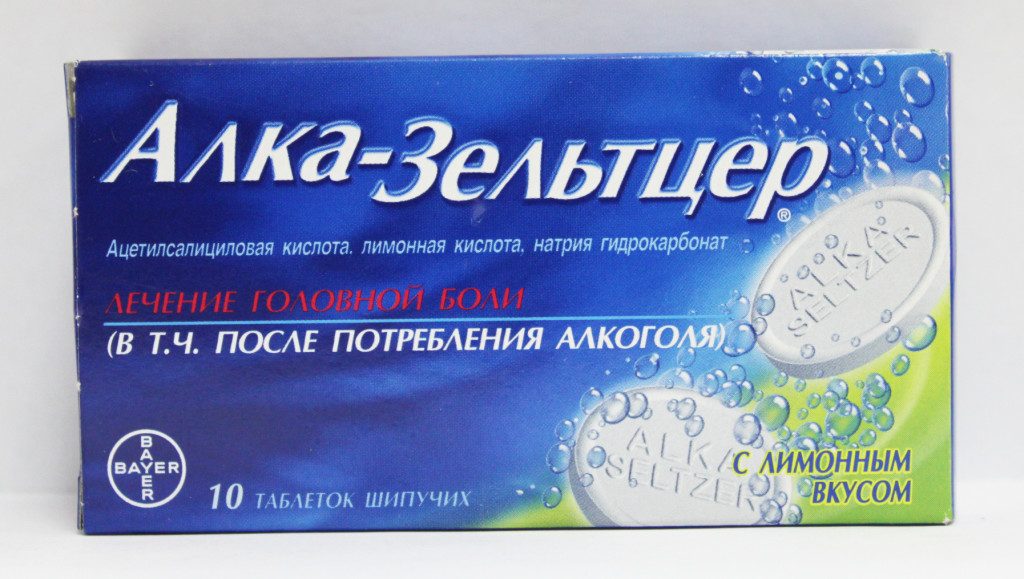 Алка-Зельтцер®
Ацетилсалициловая кислота, лимонная кислота, натрия гидрокарбонат
ЛЕЧЕНИЕ ГОЛОВНОЙ БОЛИ
(В Т.Ч. ПОСЛЕ ПОТРЕБЛЕНИЯ АЛКОГОЛЯ)
ALKA
SELTZER
ALKA
SELTZER
С ЛИМОННЫМ
ВКУСОМ
BAYER
BAYER
10 ТАБЛЕТОК ШИПУЧИХ